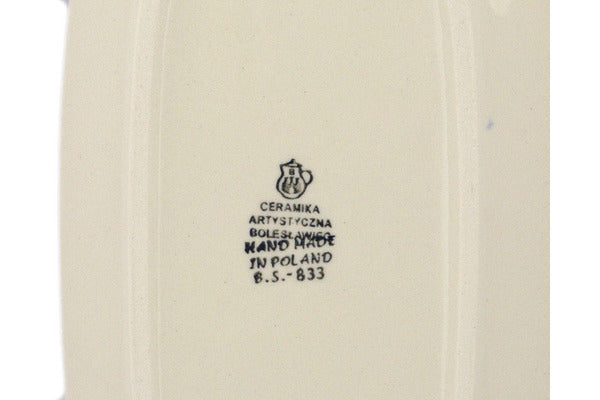 CERAMIKA
ARTYSTYCZNA
BOLESŁAWIEC
HAND MADE
IN POLAND
B.S.-833